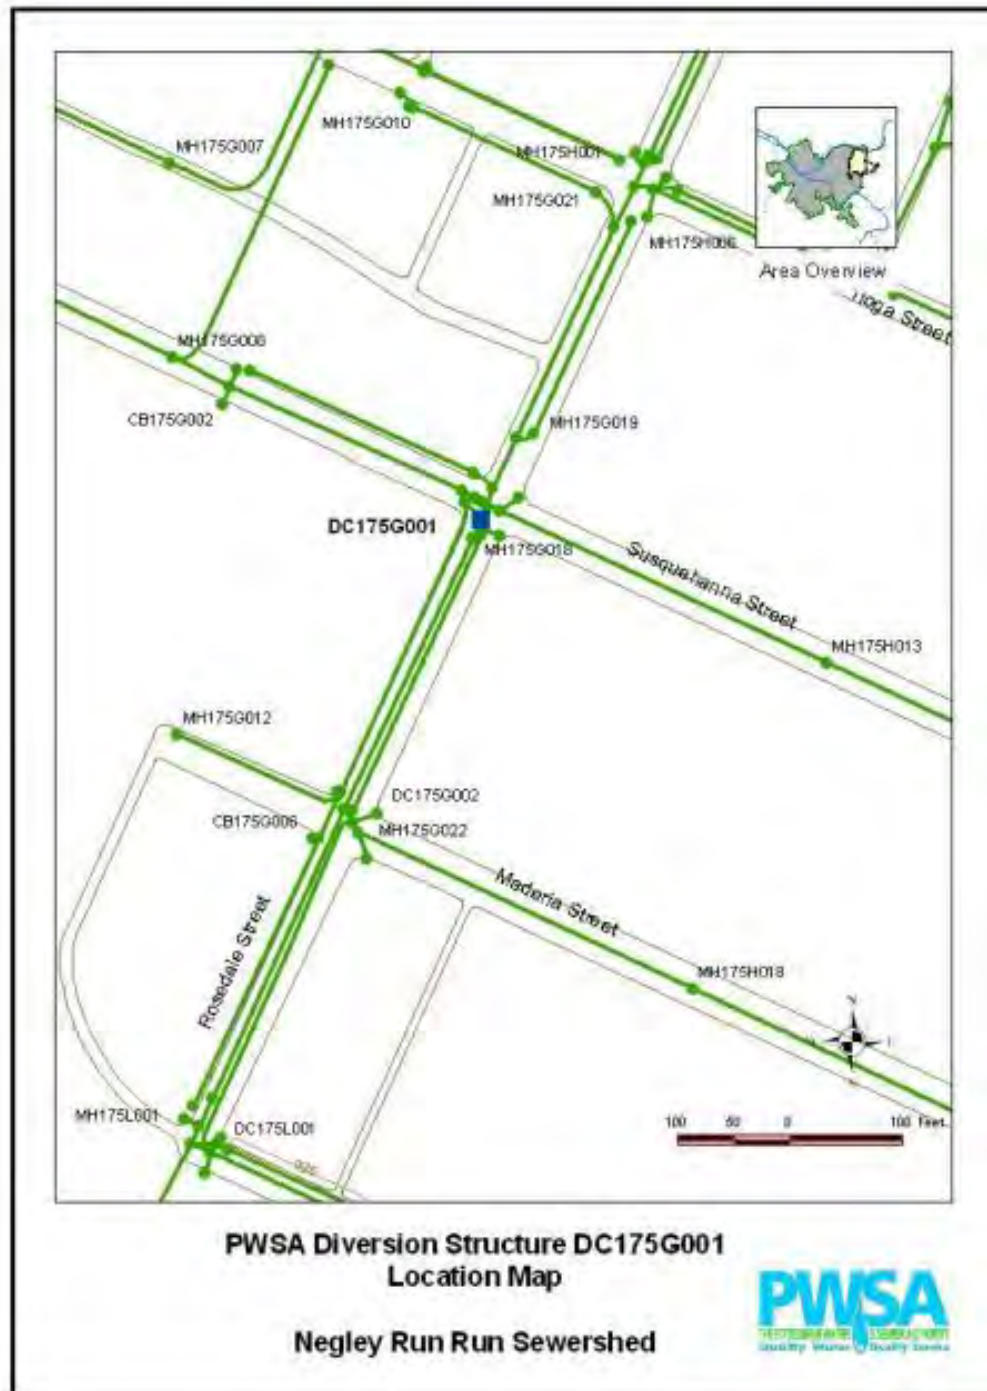 MH175G010
MH175G007
MH175H001
MH175G021
MH175H006
Area Overview
Tioga Street
MH175G008
CB175G002
MH175G019
DC175G001
MH175G018
Susquehanna Street
MH175H013
MH175G012
DC175G002
CB175G006
MH175G022
Maderia Street
Rosedale Street
MH175H018
N
MH175L001
DC175L001
100 50 0 100 Feet
PWSA Diversion Structure DC175G001
Location Map
PWSA
Negley Run Run Sewershed